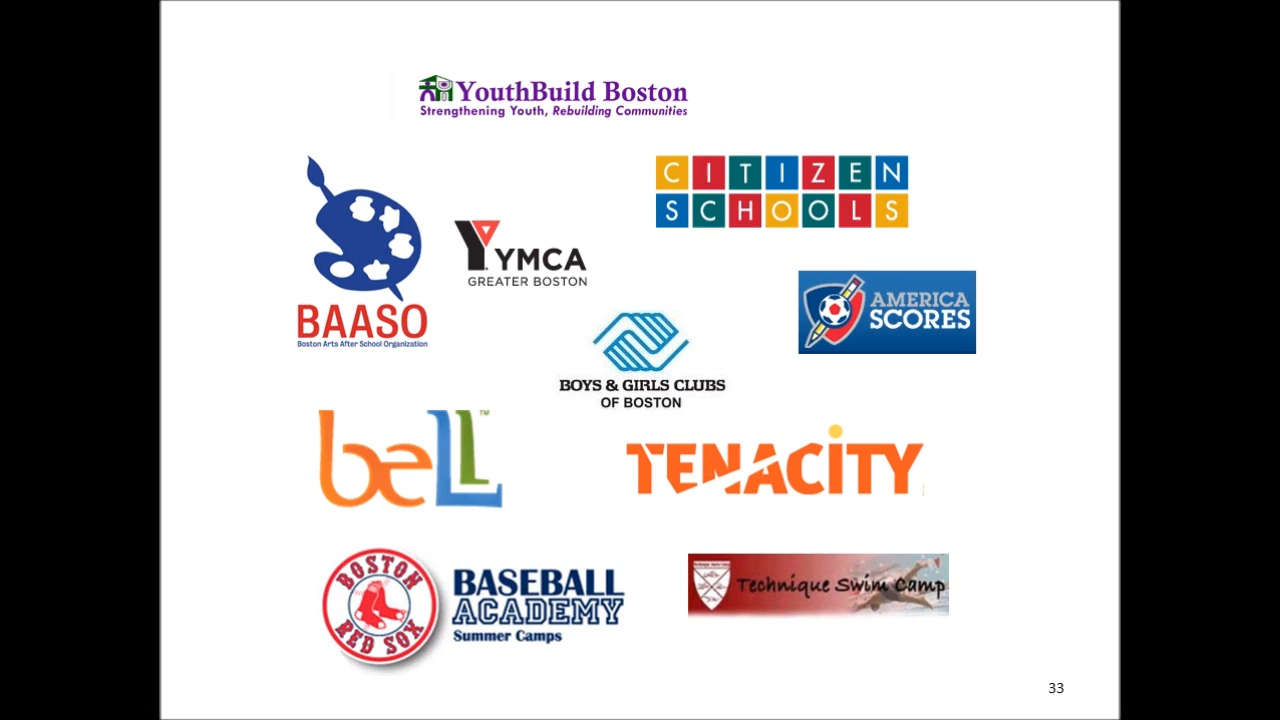 YouthBuild Boston
Strengthening Youth, Rebuilding Communities
CITIZEN
SCHOOLS
BAASO
Boston Arts After School Organization
YMCA
GREATER BOSTON
AMERICA
SCORES
BOYS & GIRLS CLUBS
OF BOSTON
beLL™
TENACiTY
BOSTON
RED SOX
BASEBALL
ACADEMY
Summer Camps
Technique Swim Camp
33